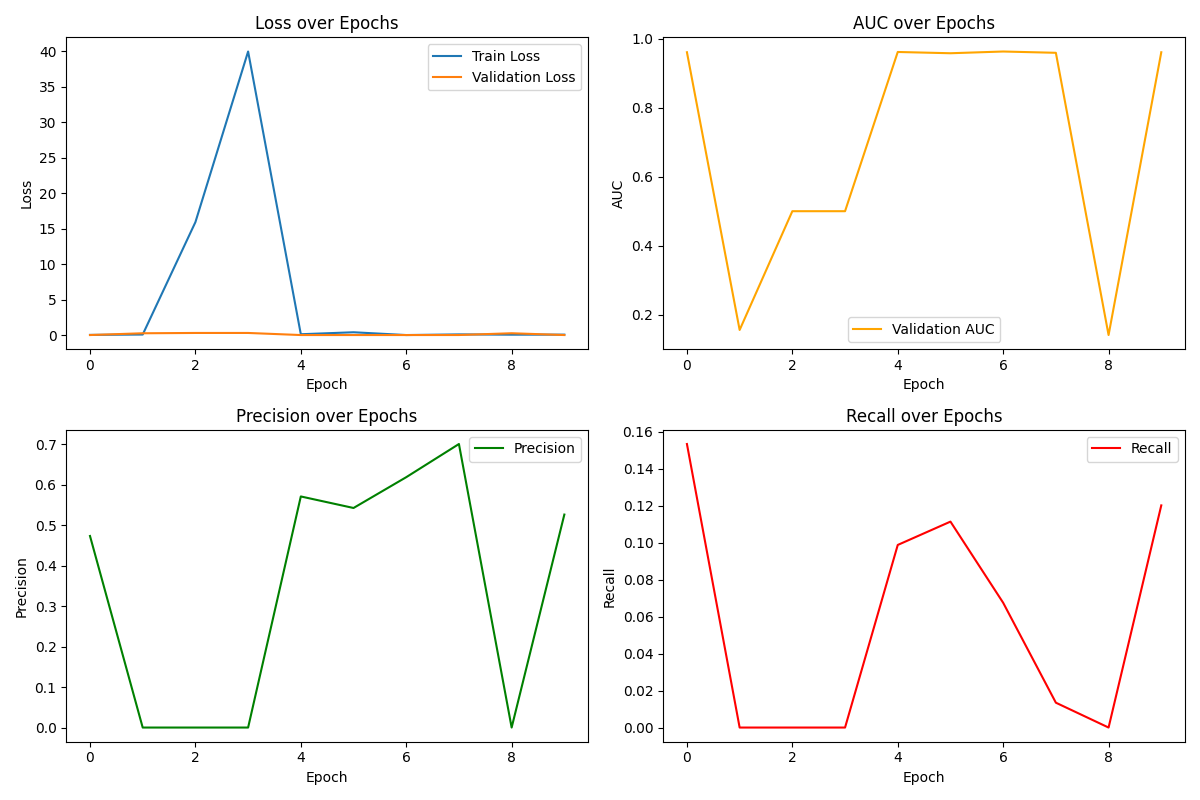 Loss over Epochs
40
35
30
25
20
15
10
5
0
Loss
Train Loss
Validation Loss
0 2 4 6 8
Epoch
AUC over Epochs
1.0
0.8
0.6
0.4
0.2
AUC
Validation AUC
0 2 4 6 8
Epoch
Precision over Epochs
0.7
0.6
0.5
0.4
0.3
0.2
0.1
0.0
Precision
Precision
0 2 4 6 8
Epoch
Recall over Epochs
0.16
0.14
0.12
0.10
0.08
0.06
0.04
0.02
0.00
Recall
Recall
0 2 4 6 8
Epoch